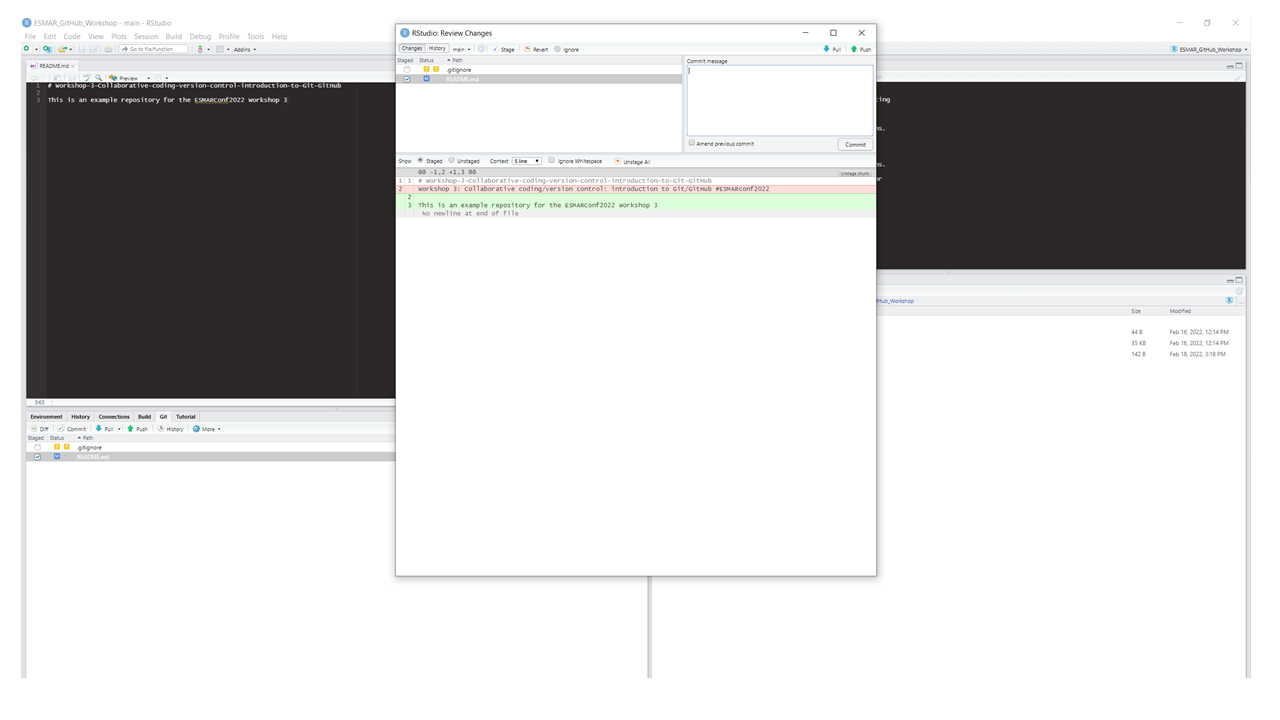 ESMAR_GitHub_Workshop - main - RStudio
File Edit Code View Plots Session Build Debug Profile Tools Help
Go to file/function Addins
ESMAR_GitHub_Workshop
README.md
Preview
1 # Workshop-3-Collaborative-coding-version-control-introduction-to-Git-GitHub
2
3 This is an example repository for the ESMARConf2022 Workshop 3
3:63
Environment History Connections Build Git Tutorial
Diff Commit Pull Push History More
Staged Status Path
? ? .gitignore
M README.md
RStudio: Review Changes
Changes History main Stage Revert Ignore Pull Push
Staged Status Path
? ? .gitignore
M README.md
Commit message
Amend previous commit Commit
Show Staged Unstaged Context 5 line Ignore Whitespace Unstage All
@@ -1,2 +1,3 @@ Unstage chunk
1 1 # Workshop-3-Collaborative-coding-version-control-introduction-to-Git-GitHub
2 workshop 3: Collaborative coding/version control: introduction to Git/GitHub #ESMARconf2022
2
3 This is an example repository for the ESMARConf2022 Workshop 3
No newline at end of file
ting
ns.
ns.
or
tHub_Workshop
Size Modified
44 B Feb 16, 2022, 12:14 PM
35 KB Feb 16, 2022, 12:14 PM
142 B Feb 18, 2022, 3:18 PM